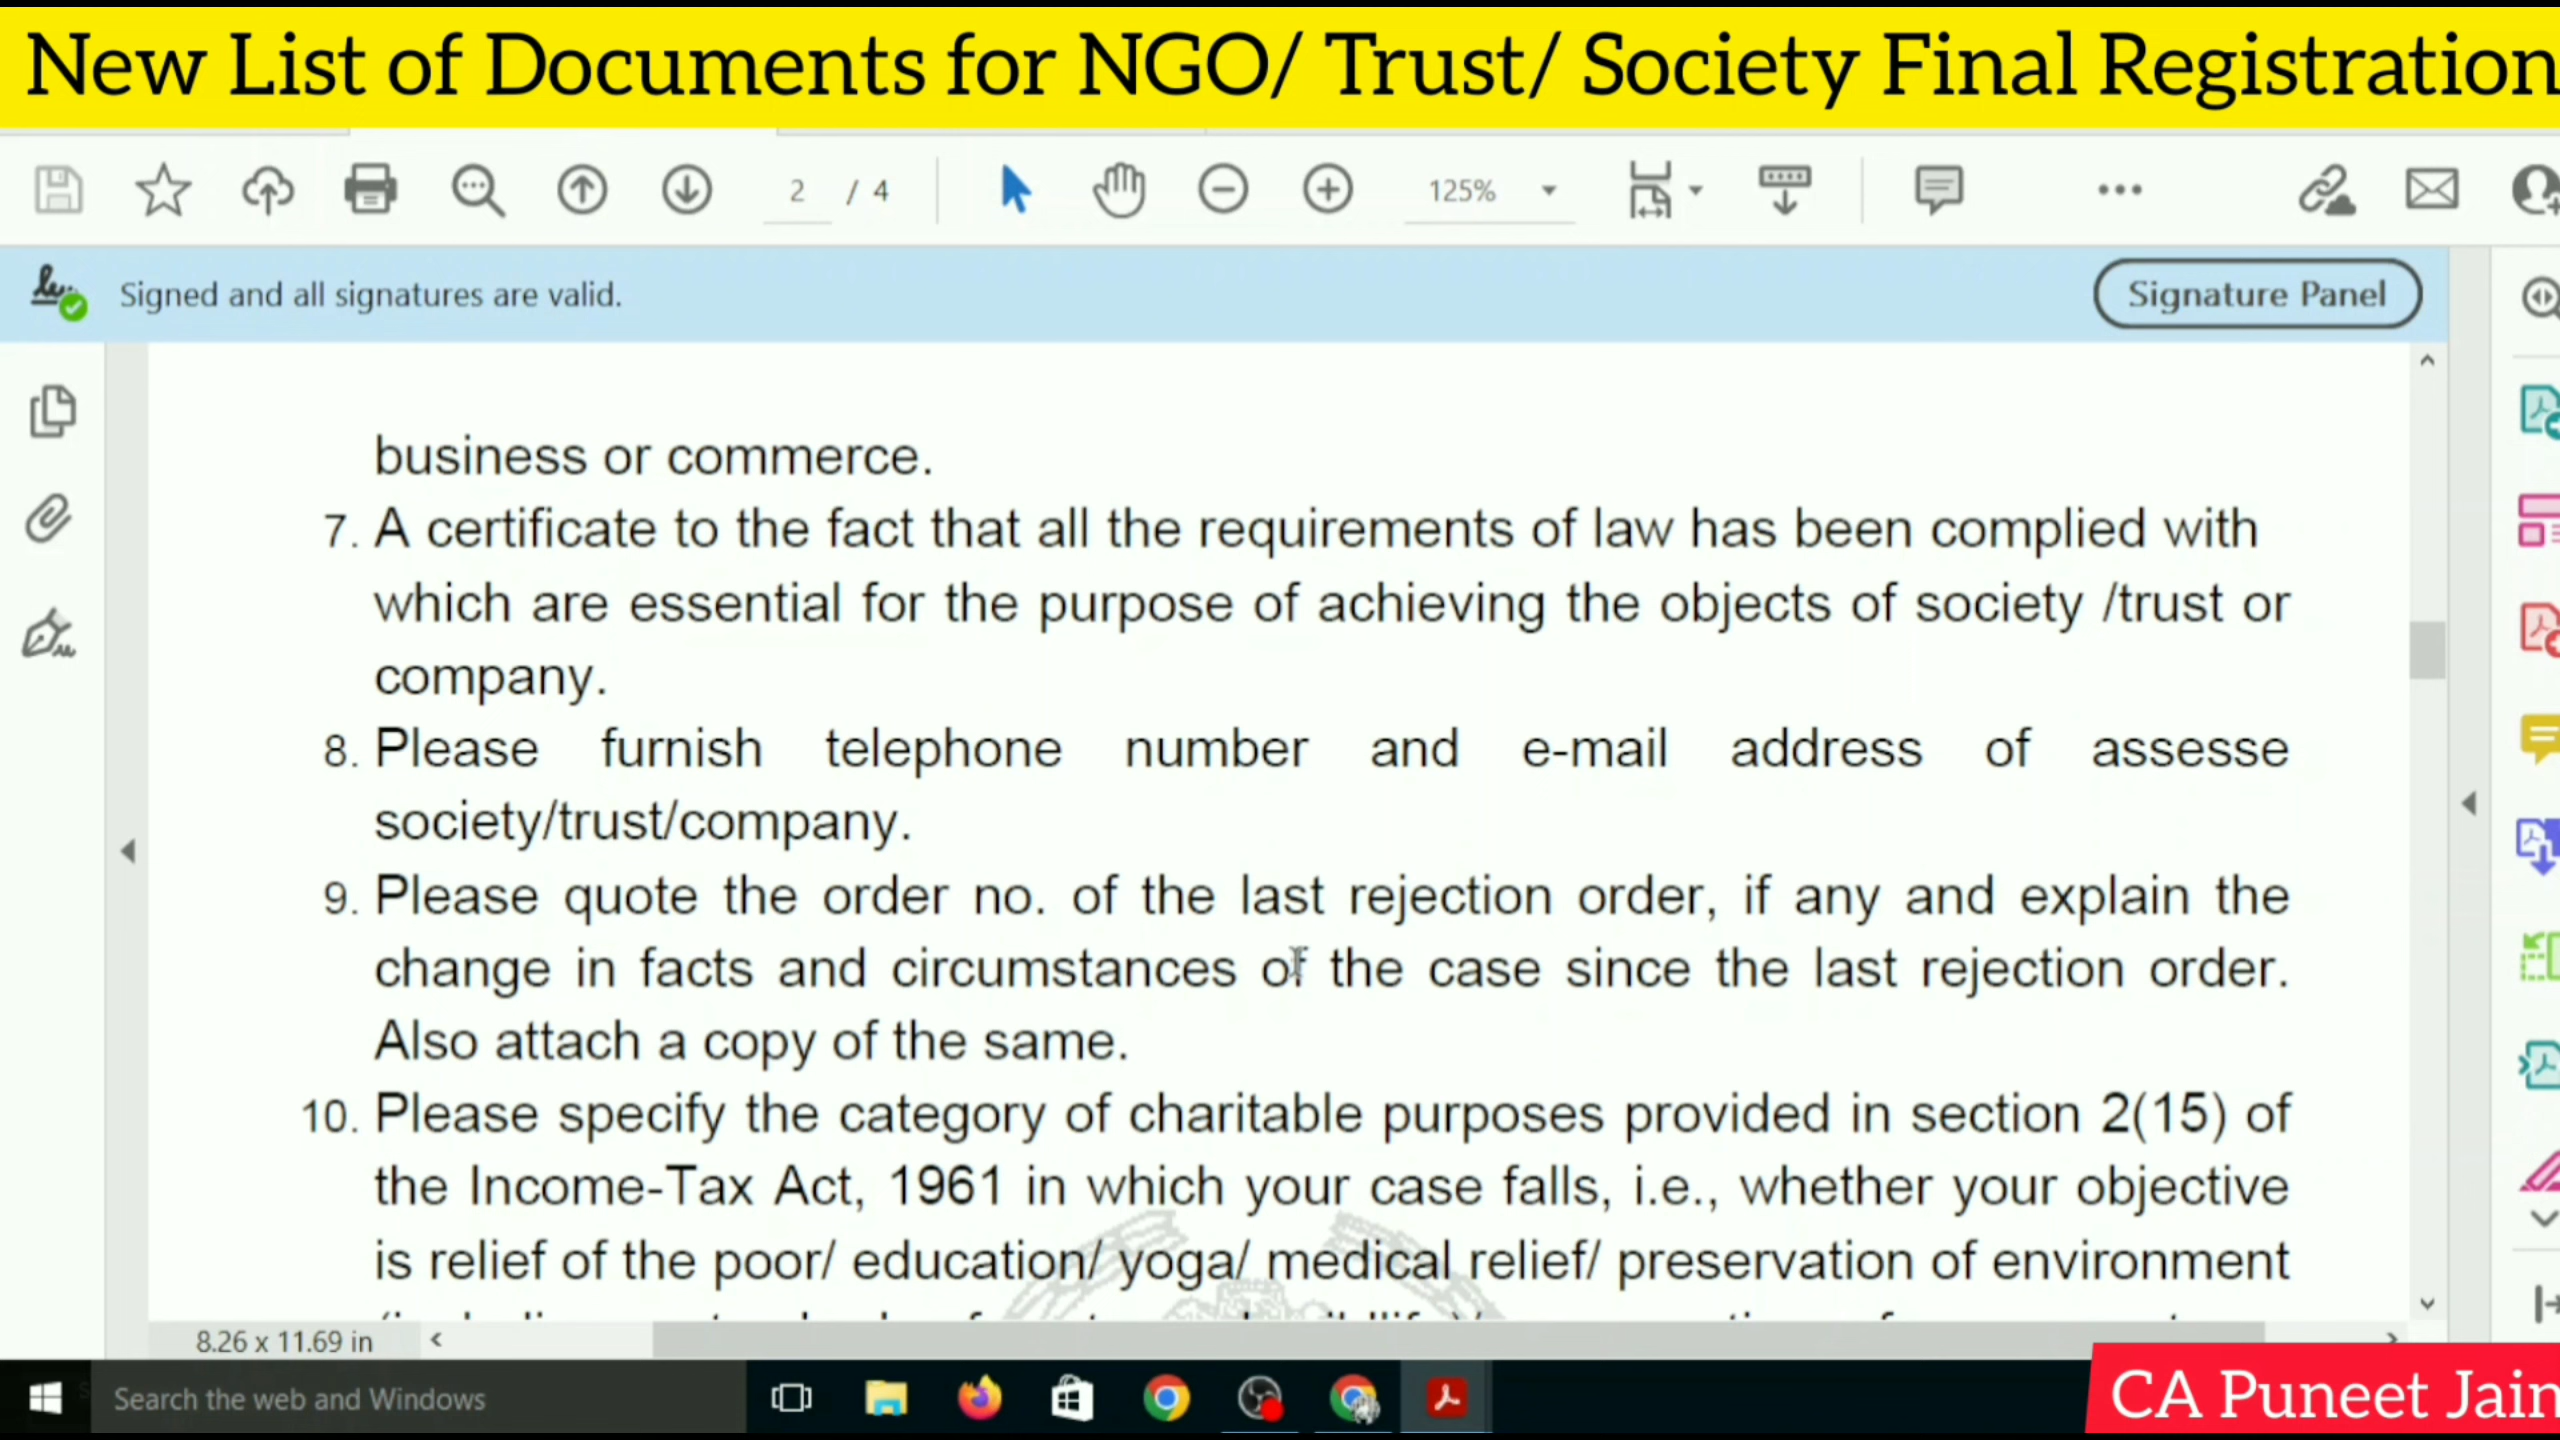 New List of Documents for NGO/ Trust/ Society Final Registration
2 / 4
125%
Signed and all signatures are valid.
Signature Panel
business or commerce.
7. A certificate to the fact that all the requirements of law has been complied with
which are essential for the purpose of achieving the objects of society /trust or
company.
8. Please furnish telephone number and e-mail address of assesse
society/trust/company.
9. Please quote the order no. of the last rejection order, if any and explain the
change in facts and circumstances of the case since the last rejection order.
Also attach a copy of the same.
10. Please specify the category of charitable purposes provided in section 2(15) of
the Income-Tax Act, 1961 in which your case falls, i.e., whether your objective
is relief of the poor/ education/ yoga/ medical relief/ preservation of environment
8.26 x 11.69 in
Search the web and Windows
CA Puneet Jain